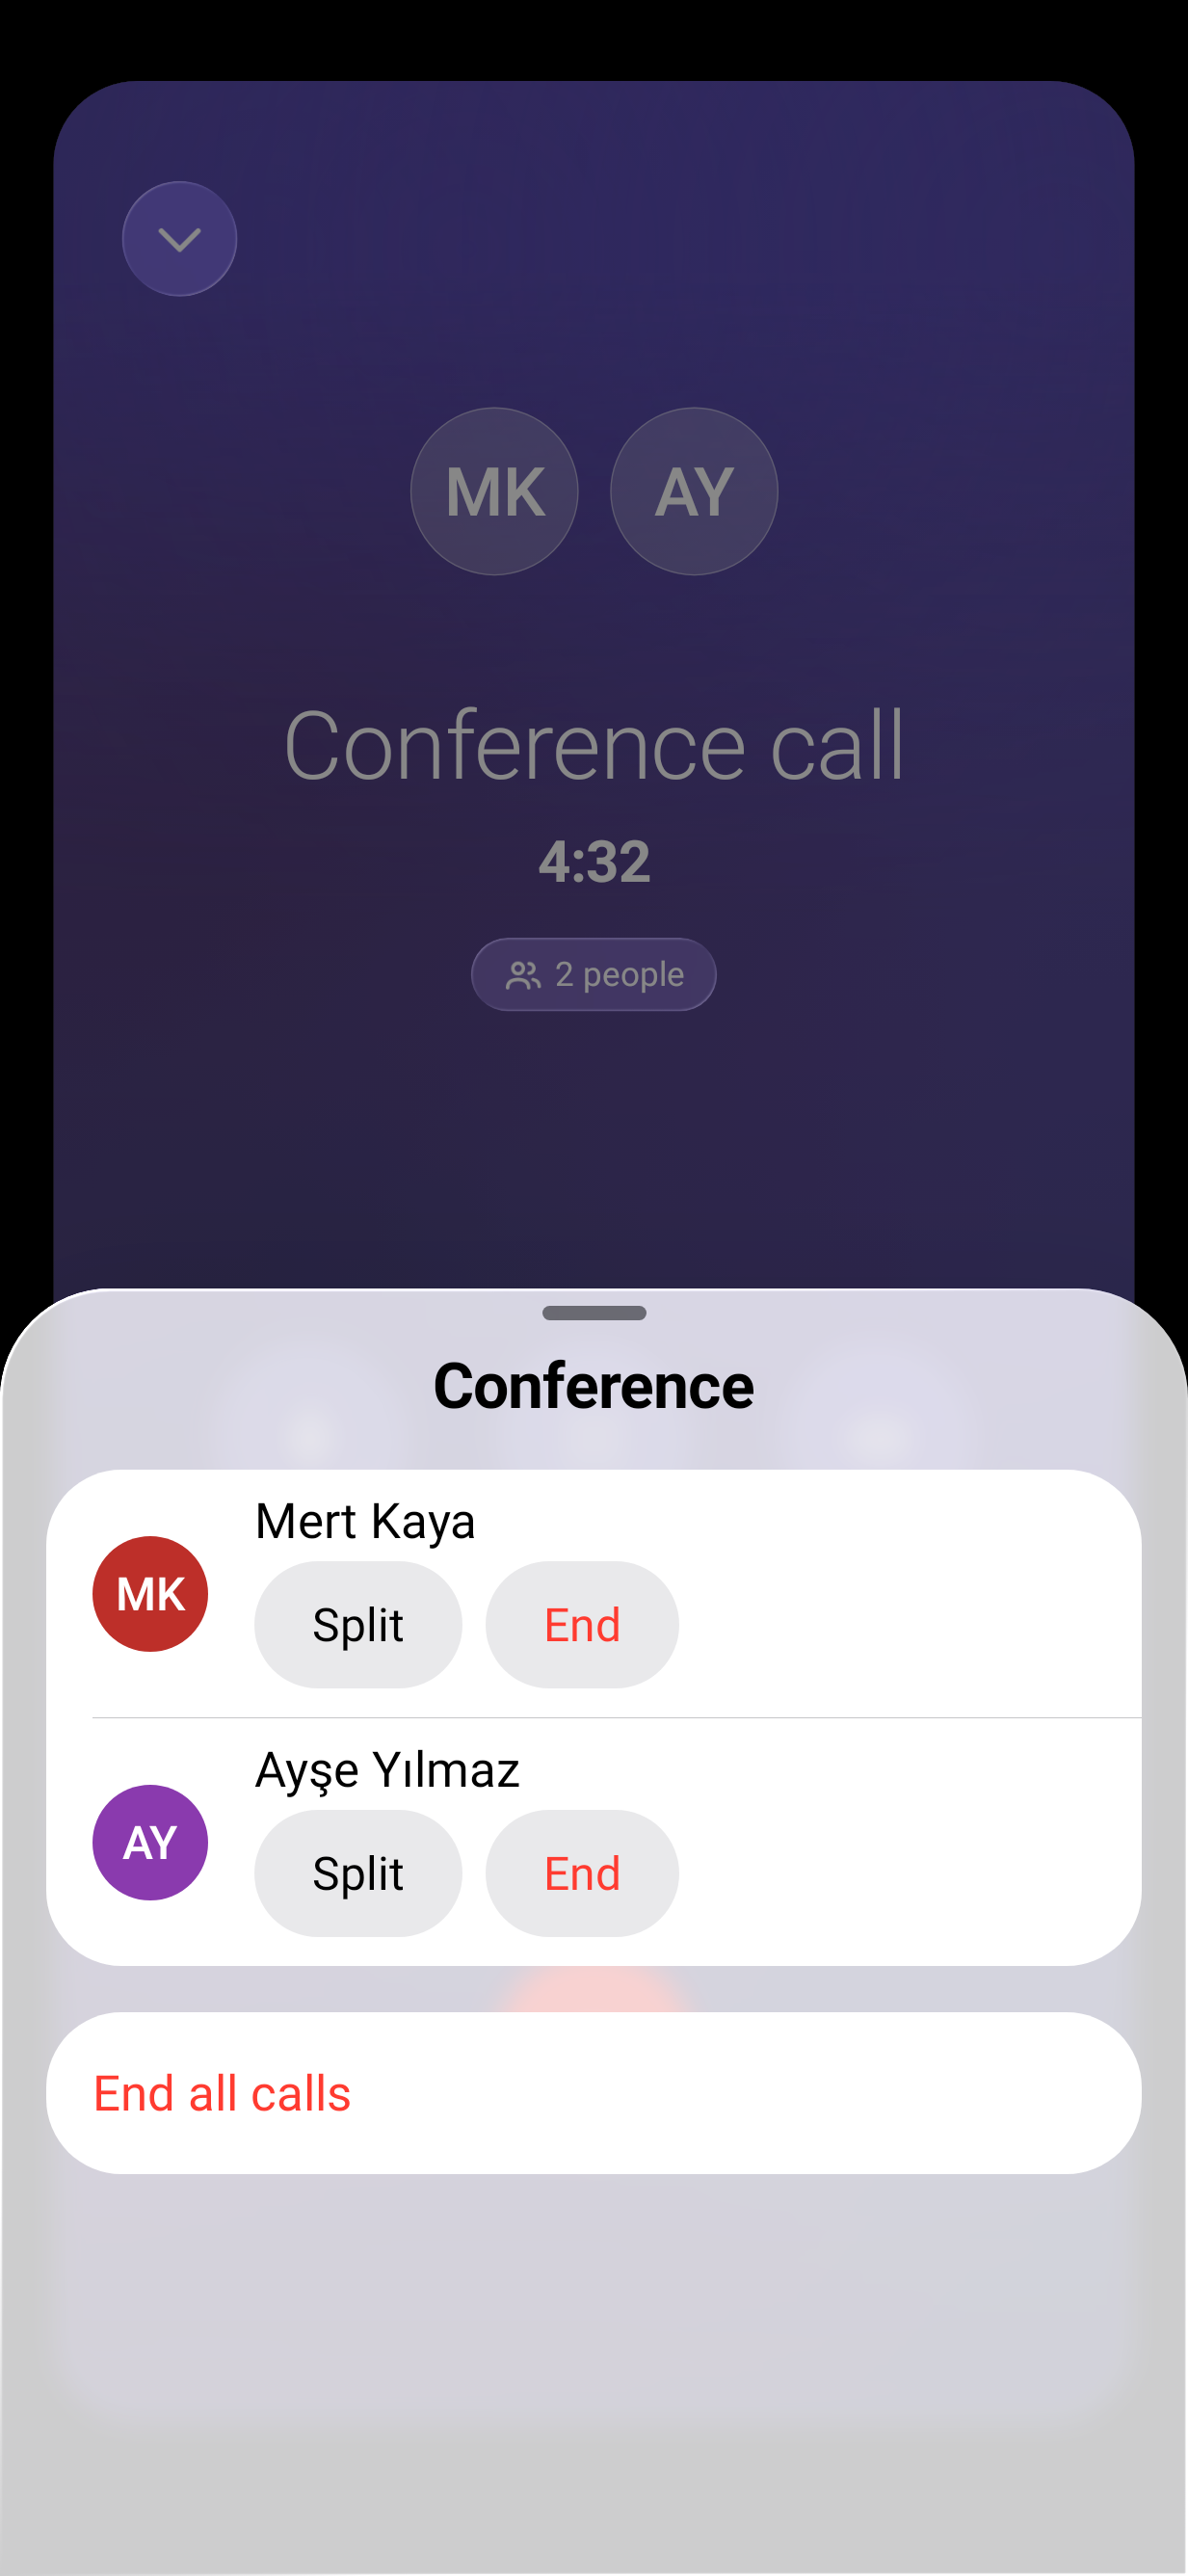 MK AY
Conference call
4:32
2 people
Conference
Mert Kaya
MK
Split End
Ayşe Yılmaz
AY
Split End
End all calls